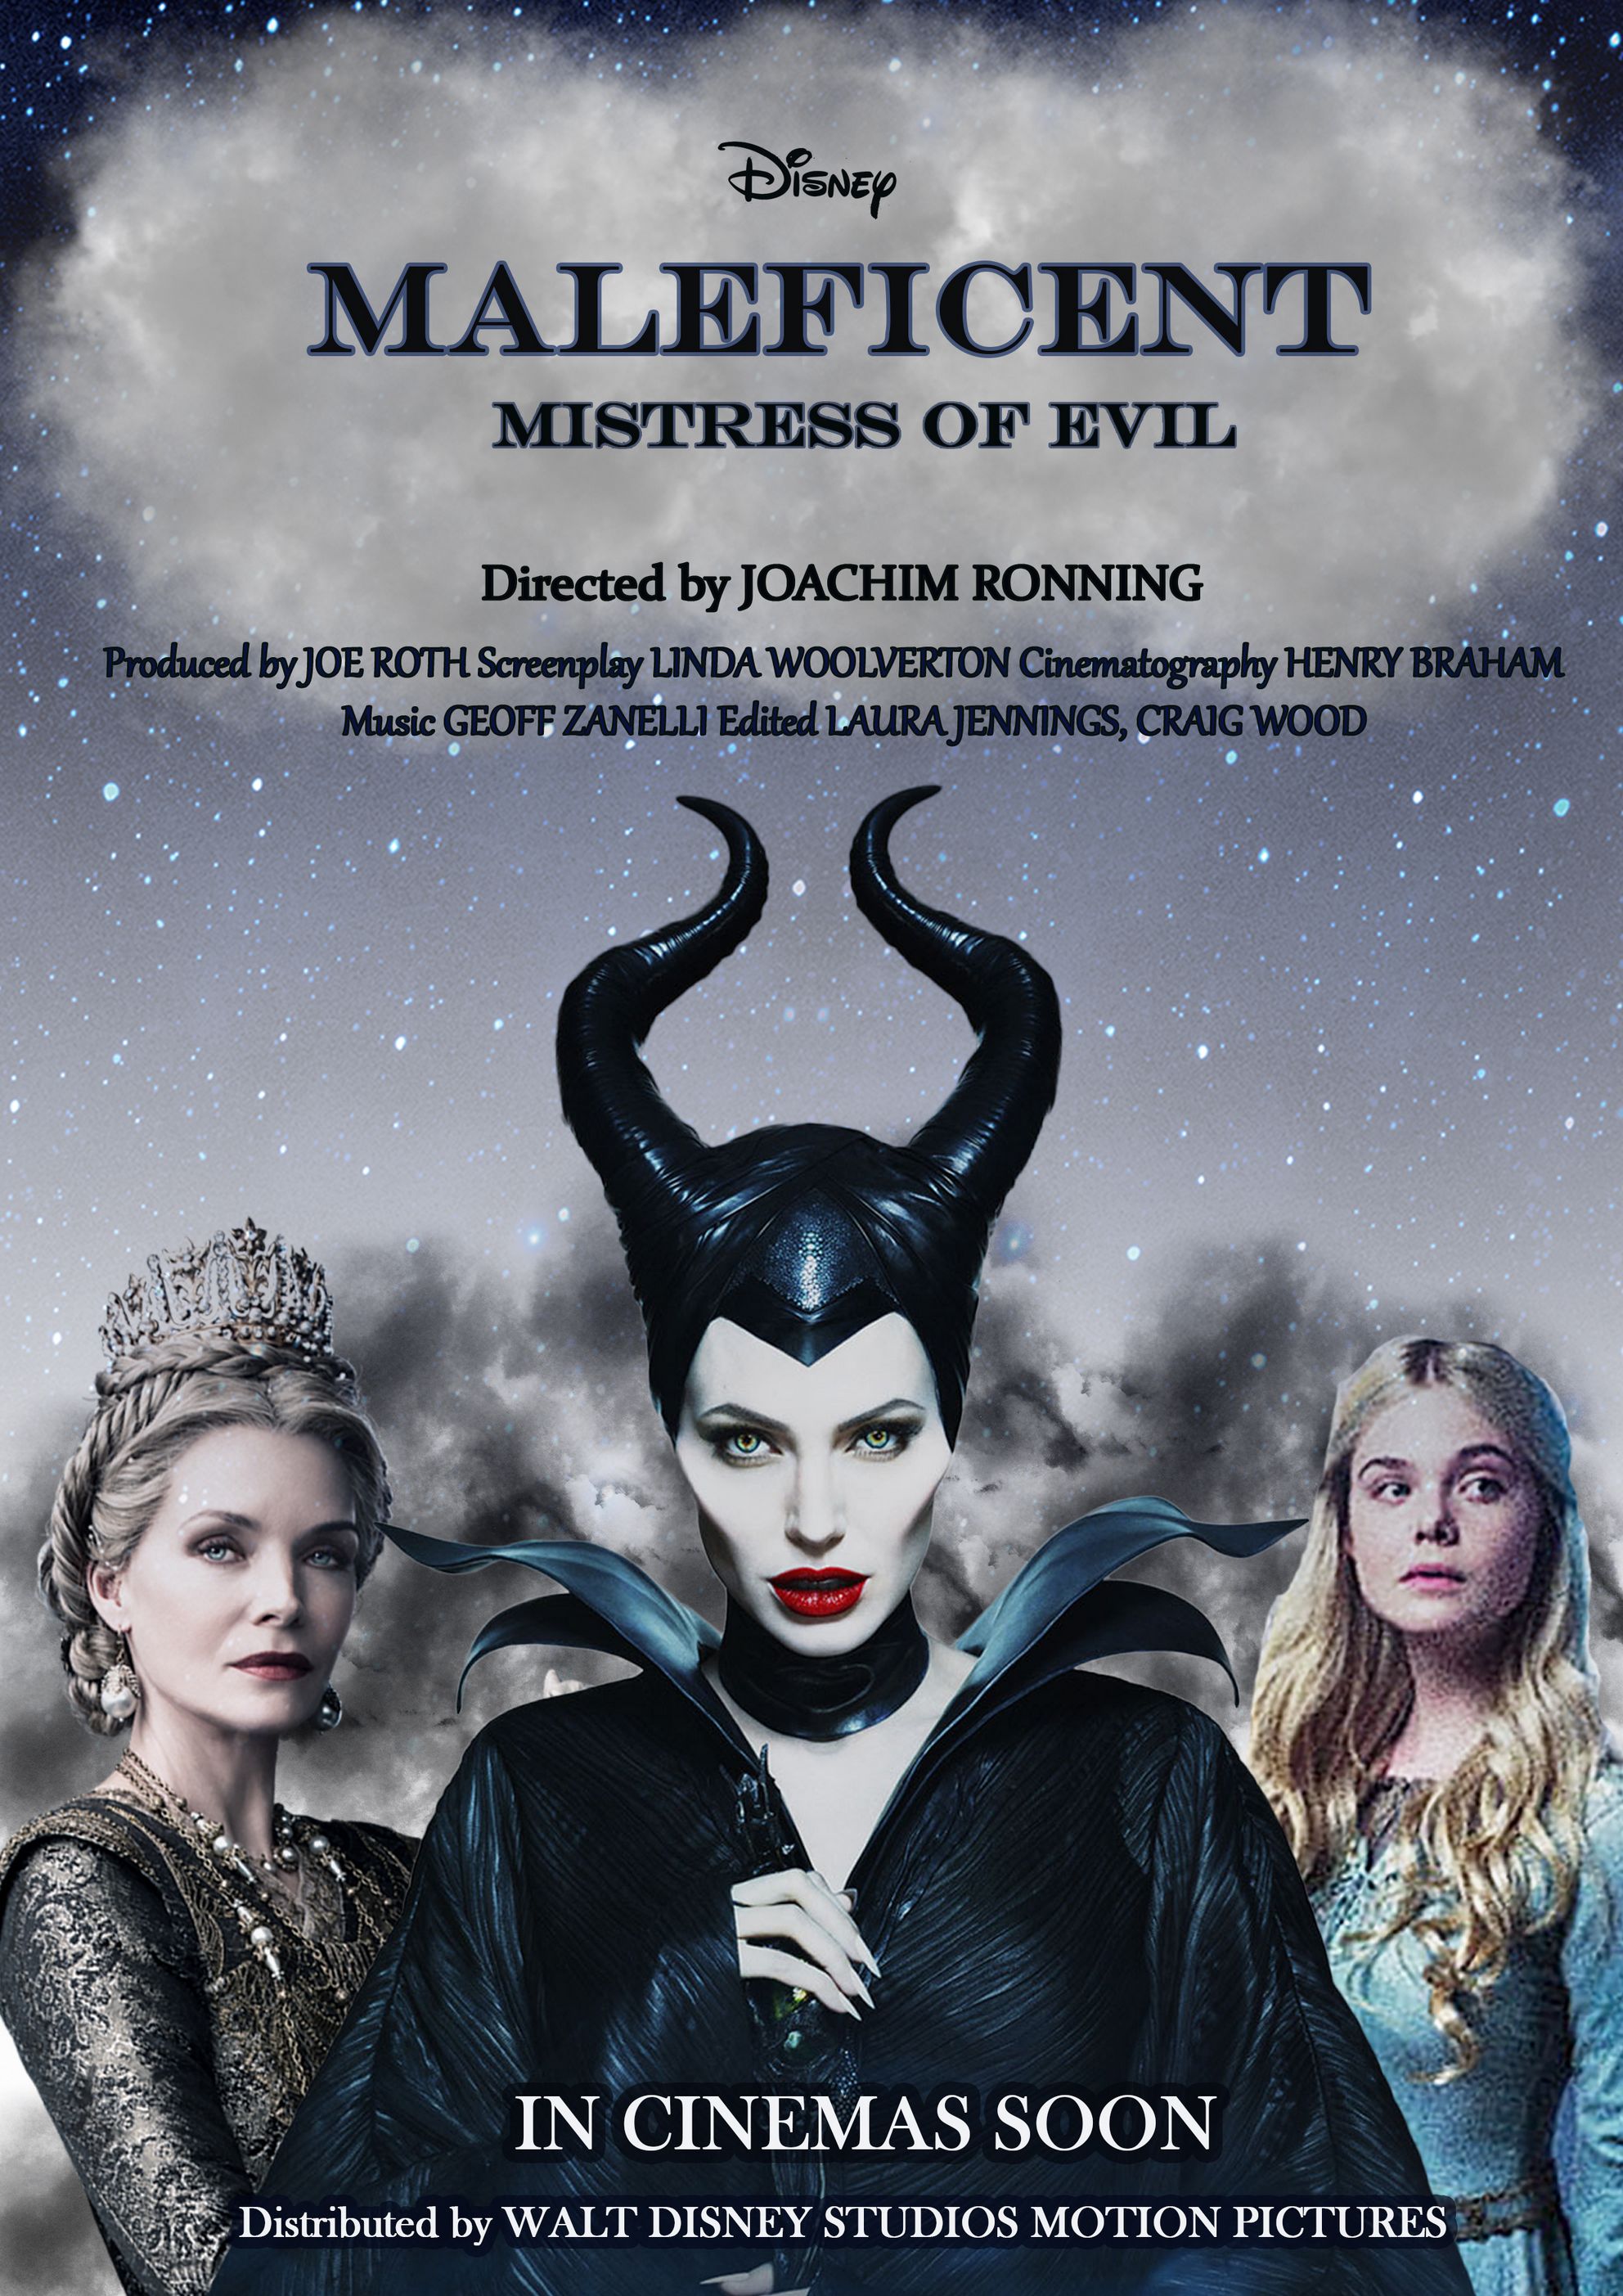 Disney
MALEFICENT
MISTRESS OF EVIL
Directed by JOACHIM RONNING
Produced by JOE ROTH Screenplay LINDA WOOLVERTON Cinematography HENRY BRAHAM
Music GEOFF ZANELLI Edited LAURA JENNINGS, CRAIG WOOD
IN CINEMAS SOON
Distributed by WALT DISNEY STUDIOS MOTION PICTURES